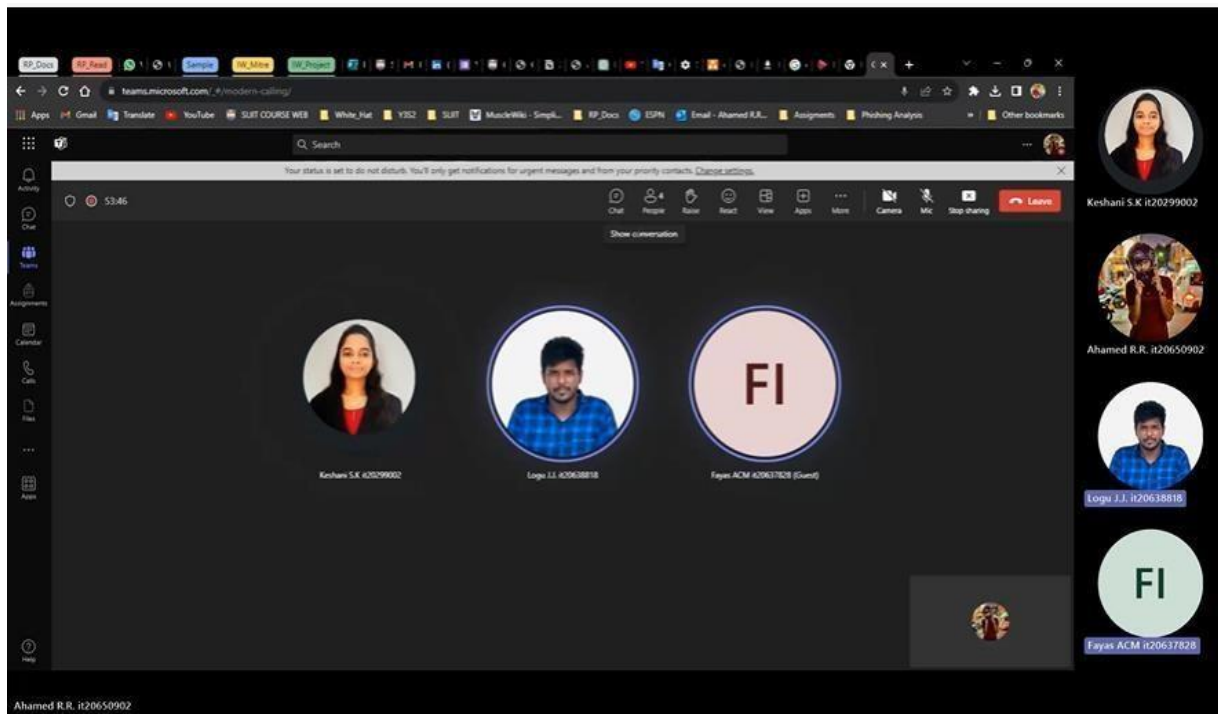 RP_Docs RP_Read Sample IW_Mitre IW_Project
teams.microsoft.com/_#/modern-calling/
Apps Gmail Translate YouTube SLIIT COURSE WEB White_Hat Y3S2 SLIIT MuscleWiki - Simpli... RP_Docs ESPN Email - Ahamed R.R... Assigments Phishing Analysis » Other bookmarks
Search
Your status is set to do not disturb. You'll only get notifications for urgent messages and from your priority contacts. Change settings.
53:46
Chat People Raise React View Apps More Camera Mic Stop sharing Leave
4
Show conversation
Activity
Chat
Teams
Assignments
Calendar
Calls
Files
Apps
Help
FI
Keshani S.K it20299002
Logu J.J. it20638818
Fayas ACM it20637828 (Guest)
Keshani S.K it20299002
Ahamed R.R. it20650902
Logu J.J. it20638818
FI
Fayas ACM it20637828
Ahamed R.R. it20650902